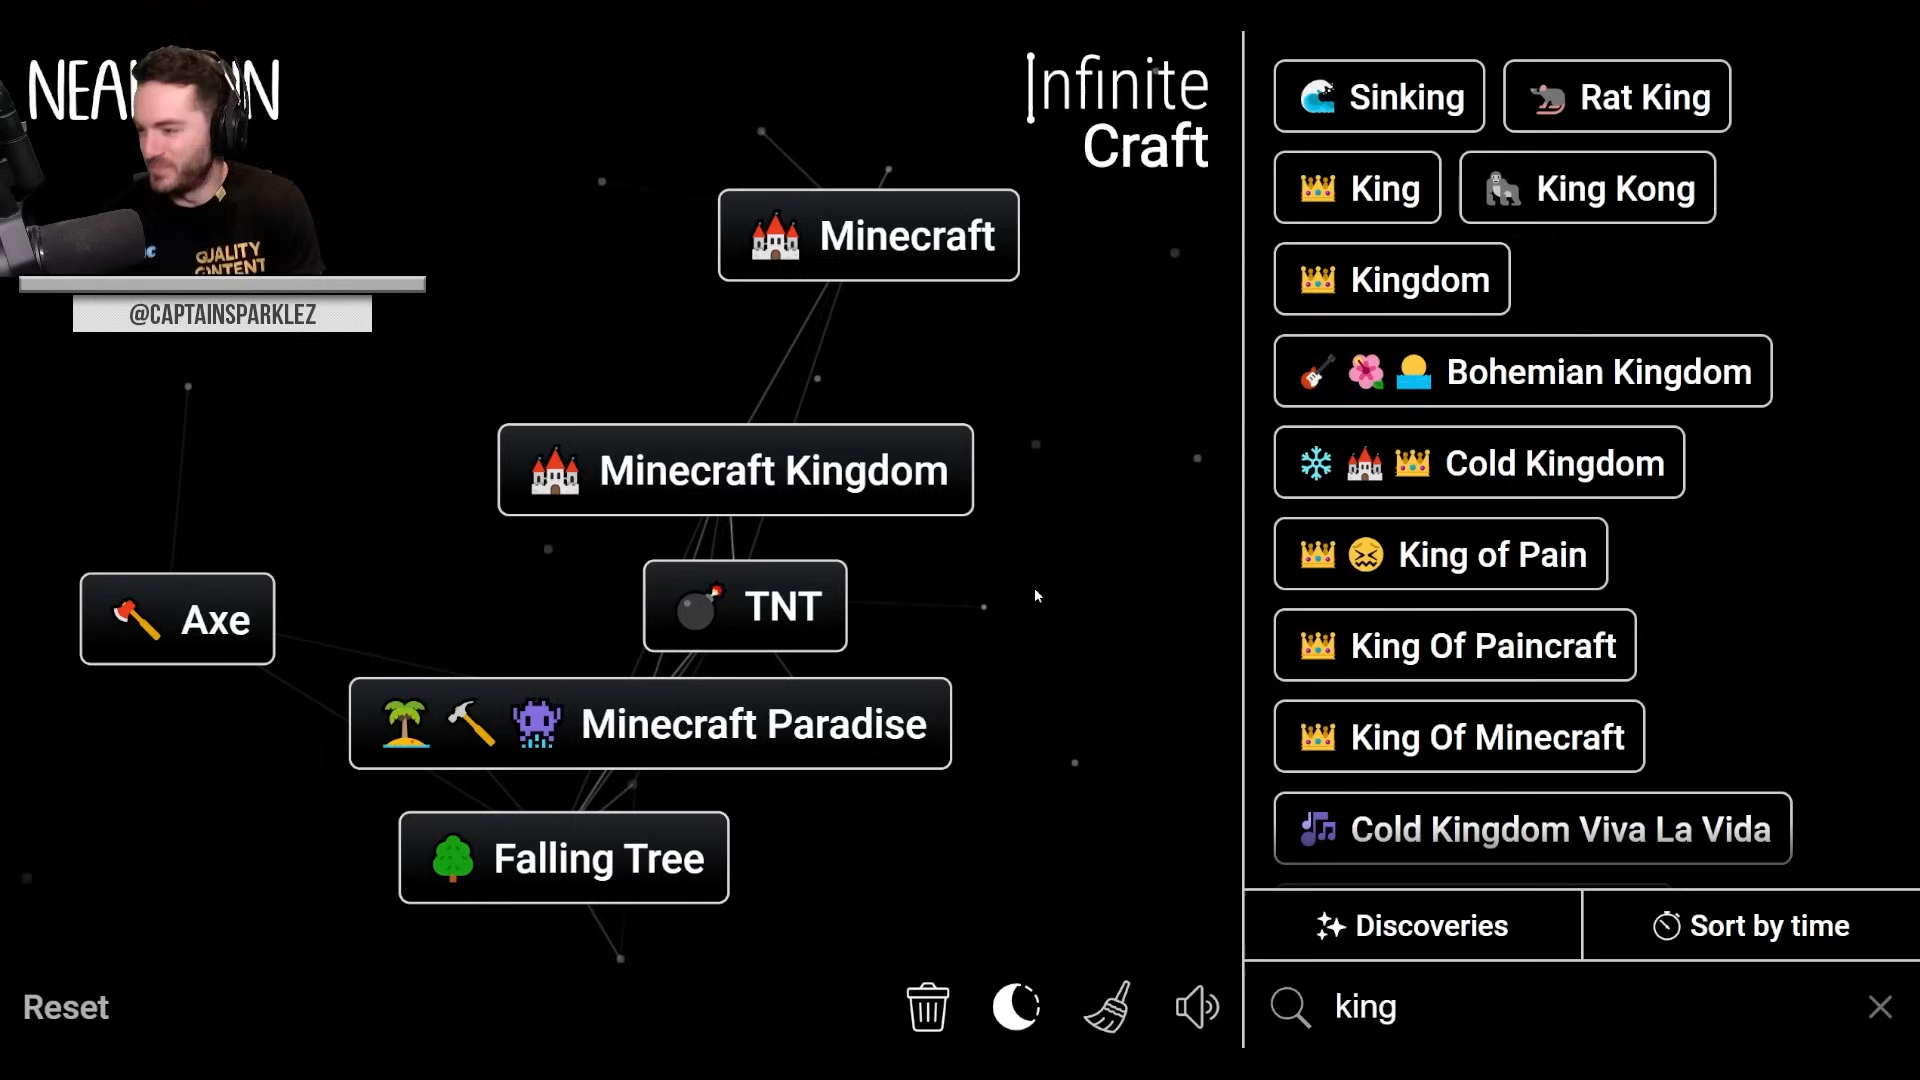 Infinite
Craft
@CAPTAINSPARKLEZ
QUALITY
CONTENT
Minecraft
Minecraft Kingdom
TNT
Axe
Minecraft Paradise
Falling Tree
Reset
Sinking
Rat King
King
King Kong
Kingdom
Bohemian Kingdom
Cold Kingdom
King of Pain
King Of Paincraft
King Of Minecraft
Cold Kingdom Viva La Vida
Discoveries
Sort by time
king